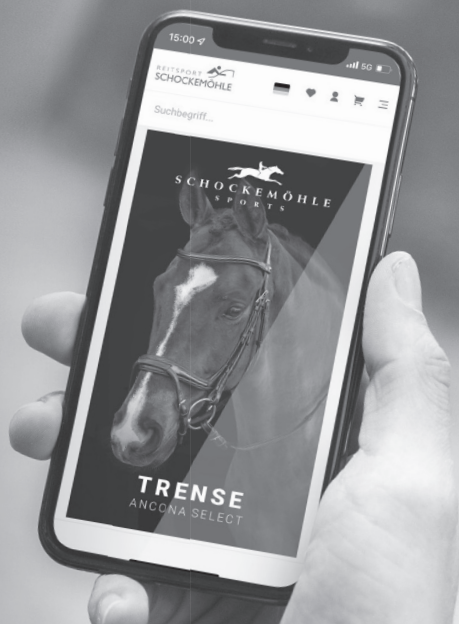 15:00
5G
REITSPORT
SCHOCKEMÖHLE
Suchbegriff...
SCHOCKEMÖHLE
SPORTS
TRENSE
ANCONA SELECT